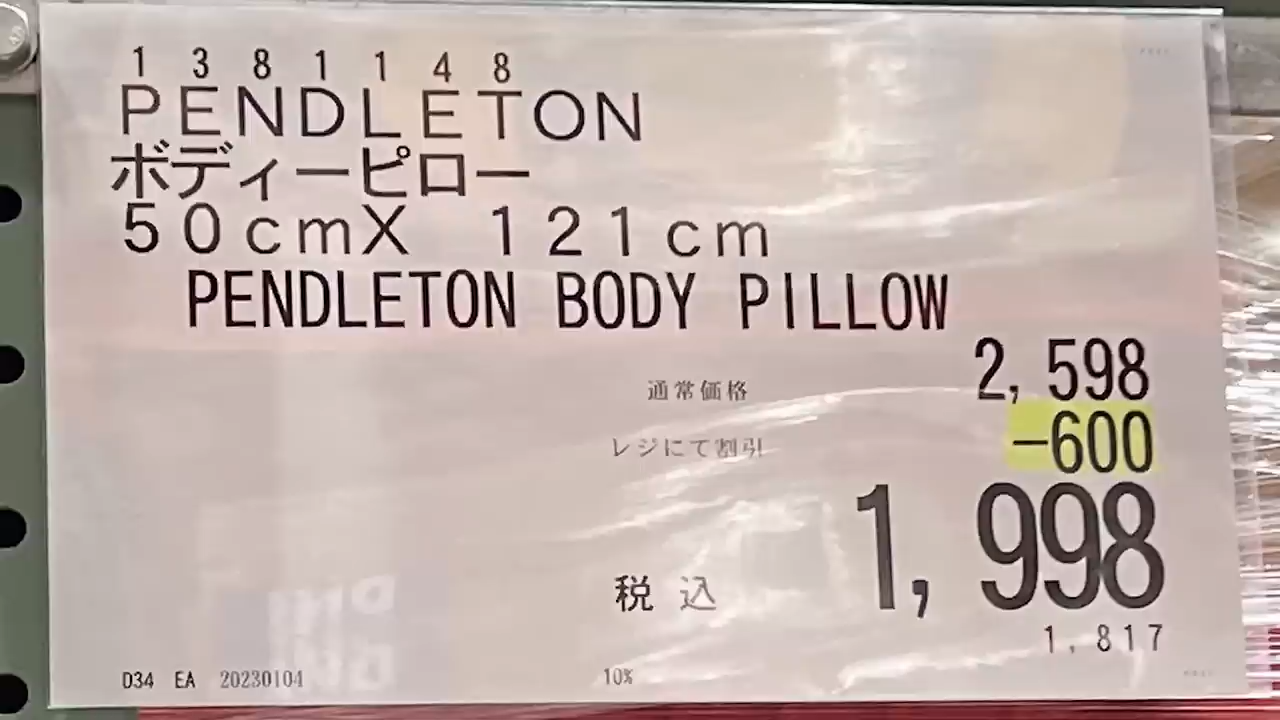 1381148
PENDLETON
ボディーピロー
50cmX 121cm
PENDLETON BODY PILLOW
通常価格 2,598
レジにて割引 -600
税込 1,998
1,817
D34 EA 20230104 10%